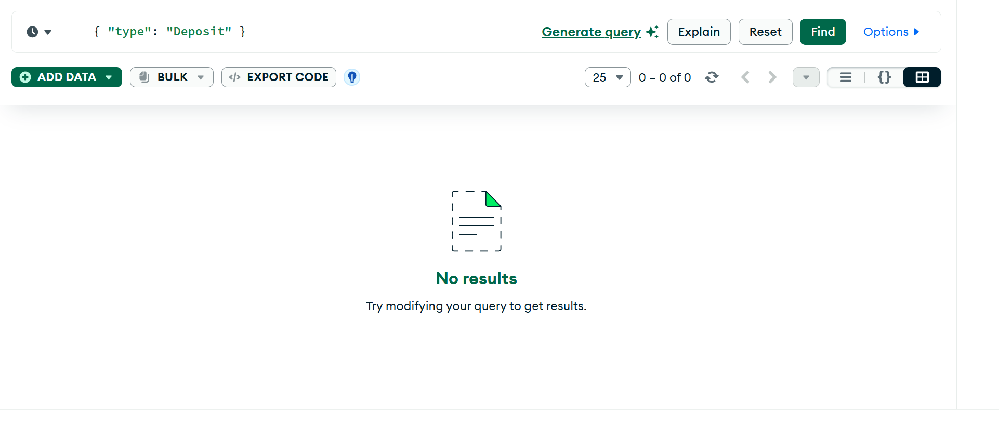 { "type": "Deposit" } Generate query Explain Reset Find Options
ADD DATA BULK </> EXPORT CODE 25 0 – 0 of 0 {}
No results
Try modifying your query to get results.